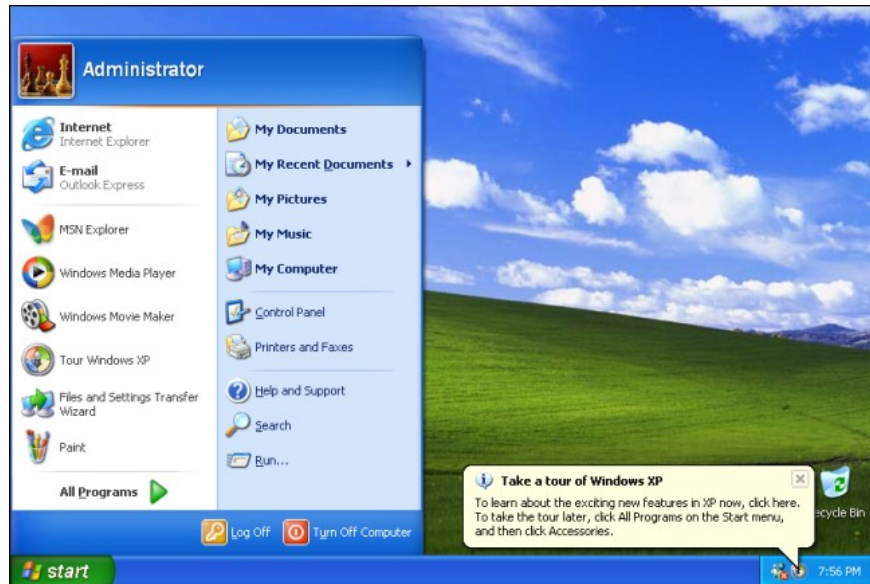 Administrator
Internet
Internet Explorer
E-mail
Outlook Express
MSN Explorer
Windows Media Player
Windows Movie Maker
Tour Windows XP
Files and Settings Transfer
Wizard
Paint
All Programs
My Documents
My Recent Documents
My Pictures
My Music
My Computer
Control Panel
Printers and Faxes
Help and Support
Search
Run...
Log Off
Turn Off Computer
Take a tour of Windows XP
To learn about the exciting new features in XP now, click here.
To take the tour later, click All Programs on the Start menu,
and then click Accessories.
ecycle Bin
start
7:56 PM